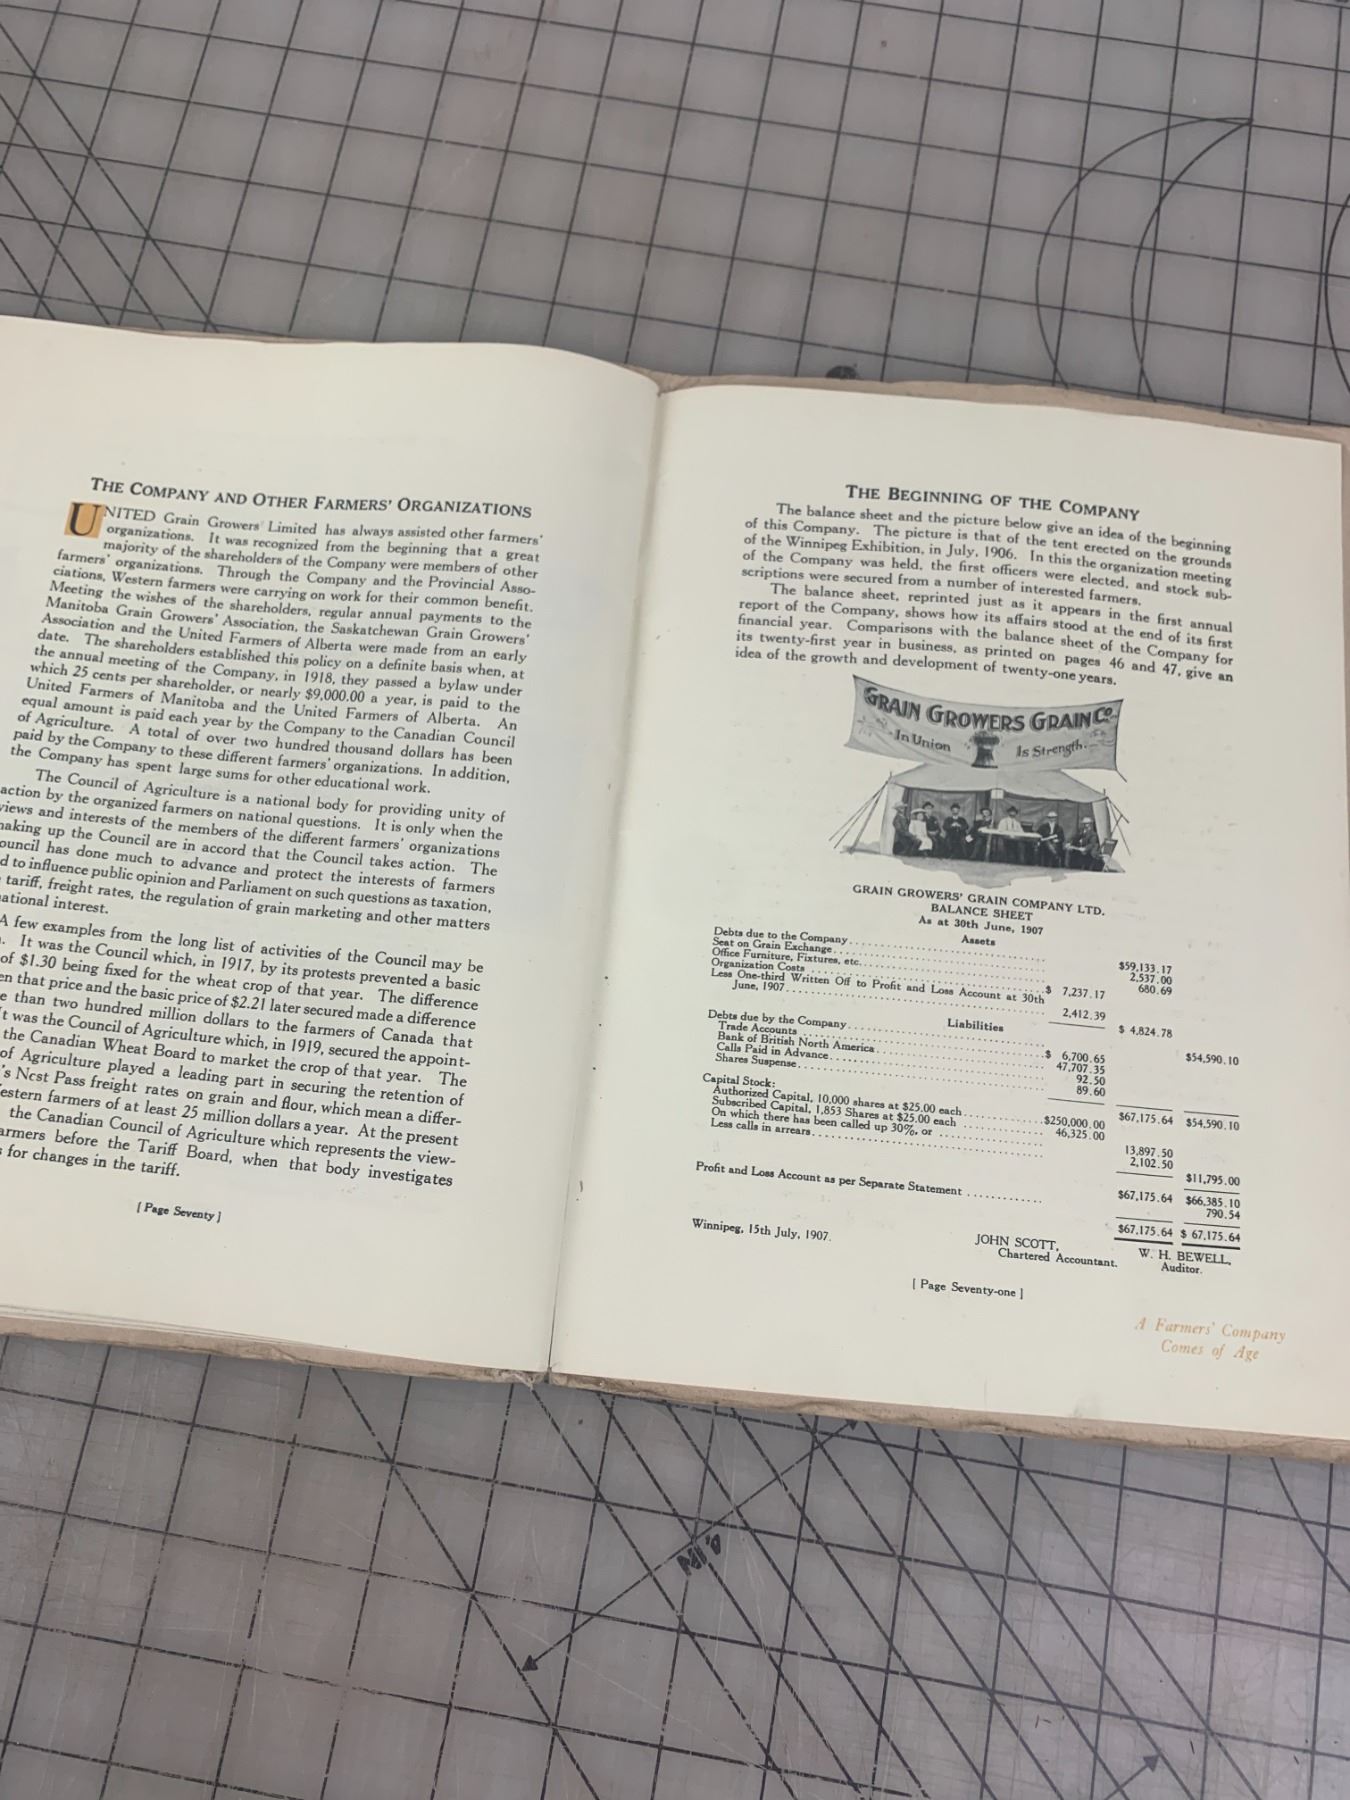 THE COMPANY AND OTHER FARMERS' ORGANIZATIONS
UNITED Grain Growers Limited has always assisted other farmers'
organizations. It was recognized from the beginning that a great
majority of the shareholders of the Company were members of other
farmers' organizations. Through the Company and the Provincial Asso-
ciations, Western farmers were carrying on work for their common benefit.
Meeting the wishes of the shareholders, regular annual payments to the
Manitoba Grain Growers' Association, the Saskatchewan Grain Growers'
Association and the United Farmers of Alberta were made from an early
date. The shareholders established this policy on a definite basis when, at
the annual meeting of the Company, in 1918, they passed a bylaw under
which 25 cents per shareholder, or nearly $9,000.00 a year, is paid to the
United Farmers of Manitoba and the United Farmers of Alberta. An
equal amount is paid each year by the Company to the Canadian Council
of Agriculture. A total of over two hundred thousand dollars has been
paid by the Company to these different farmers' organizations. In addition,
the Company has spent large sums for other educational work.
The Council of Agriculture is a national body for providing unity of
action by the organized farmers on national questions. It is only when the
views and interests of the members of the different farmers' organizations
making up the Council are in accord that the Council takes action. The
ouncil has done much to advance and protect the interests of farmers
d to influence public opinion and Parliament on such questions as taxation,
tariff, freight rates, the regulation of grain marketing and other matters
national interest.
A few examples from the long list of activities of the Council may be
. It was the Council which, in 1917, by its protests prevented a basic
of $1.30 being fixed for the wheat crop of that year. The difference
en that price and the basic price of $2.21 later secured made a difference
e than two hundred million dollars to the farmers of Canada that
It was the Council of Agriculture which, in 1919, secured the appoint-
the Canadian Wheat Board to market the crop of that year. The
of Agriculture played a leading part in securing the retention of
's Nest Pass freight rates on grain and flour, which mean a differ-
estern farmers of at least 25 million dollars a year. At the present
the Canadian Council of Agriculture which represents the view-
armers before the Tariff Board, when that body investigates
s for changes in the tariff.
[ Page Seventy ]
THE BEGINNING OF THE COMPANY
The balance sheet and the picture below give an idea of the beginning
of this Company. The picture is that of the tent erected on the grounds
of the Winnipeg Exhibition, in July, 1906. In this the organization meeting
of the Company was held, the first officers were elected, and stock sub-
scriptions were secured from a number of interested farmers.
The balance sheet, reprinted just as it appears in the first annual
report of the Company, shows how its affairs stood at the end of its first
financial year. Comparisons with the balance sheet of the Company for
its twenty-first year in business, as printed on pages 46 and 47, give an
idea of the growth and development of twenty-one years.
GRAIN GROWERS GRAIN Co.
In Union Is Strength
GRAIN GROWERS' GRAIN COMPANY LTD.
BALANCE SHEET
As at 30th June, 1907
Assets
Debts due to the Company $59,133.17
Seat on Grain Exchange 2,537.00
Office Furniture, Fixtures, etc. 680.69
Organization Costs $ 7,237.17
Less One-third Written Off to Profit and Loss Account at 30th
June, 1907 2,412.39
$ 4,824.78
Liabilities
Debts due by the Company
Trade Accounts $ 6,700.65
Bank of British North America 47,707.35
Calls Paid in Advance 92.50
Shares Suspense 89.60
$54,590.10
$67,175.64 $54,590.10
Capital Stock:
Authorized Capital, 10,000 shares at $25.00 each $250,000.00
Subscribed Capital, 1,853 Shares at $25.00 each 46,325.00
On which there has been called up 30%, or 13,897.50
Less calls in arrears 2,102.50
$11,795.00
$67,175.64 $66,385.10
Profit and Loss Account as per Separate Statement 790.54
$67,175.64 $ 67,175.64
Winnipeg, 15th July, 1907.
JOHN SCOTT,
Chartered Accountant.
W. H. BEWELL,
Auditor.
[ Page Seventy-one ]
A Farmers' Company
Comes of Age